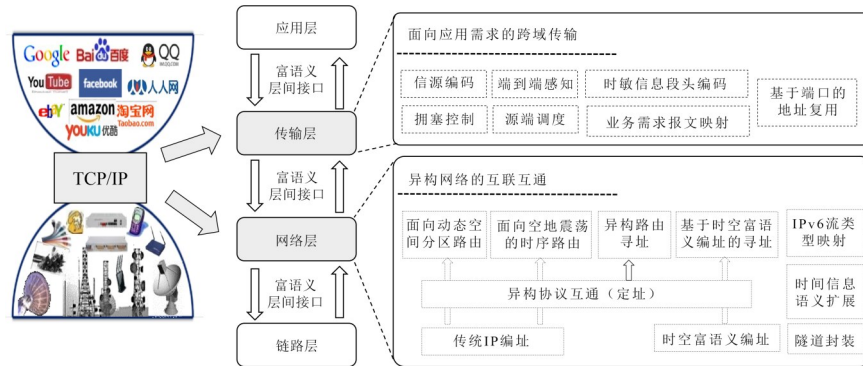 Google Bai百度 QQ
YouTube facebook 人人网
ebY amazon 淘宝网
Taobao.com
YOUKU优酷
TCP/IP
应用层
富语义
层间接口
传输层
富语义
层间接口
网络层
富语义
层间接口
链路层
面向应用需求的跨域传输
信源编码
端到端感知
时敏信息段头编码
基于端口的
地址复用
拥塞控制
源端调度
业务需求报文映射
异构网络的互联互通
面向动态空
间分区路由
面向空地震荡
的时序路由
异构路由
寻址
基于时空富语
义编址的寻址
IPv6流类
型映射
异构协议互通（定址）
时间信息
语义扩展
传统IP编址
时空富语义编址
隧道封装